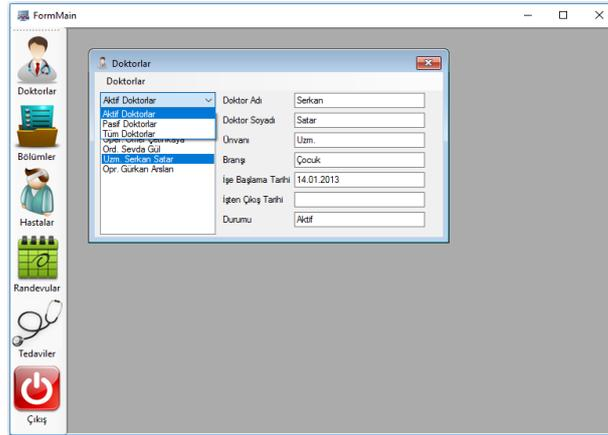 FormMain
Doktorlar
Bölümler
Hastalar
Randevular
Tedaviler
Çıkış
Doktorlar
Doktorlar
Aktif Doktorlar
Aktif Doktorlar
Pasif Doktorlar
Tüm Doktorlar
Ord. Sevda Gül
Uzm. Serkan Satar
Opr. Gürkan Arslan
Doktor Adı Serkan
Doktor Soyadı Satar
Ünvanı Uzm.
Branşı Çocuk
İşe Başlama Tarihi 14.01.2013
İşten Çıkış Tarihi
Durumu Aktif